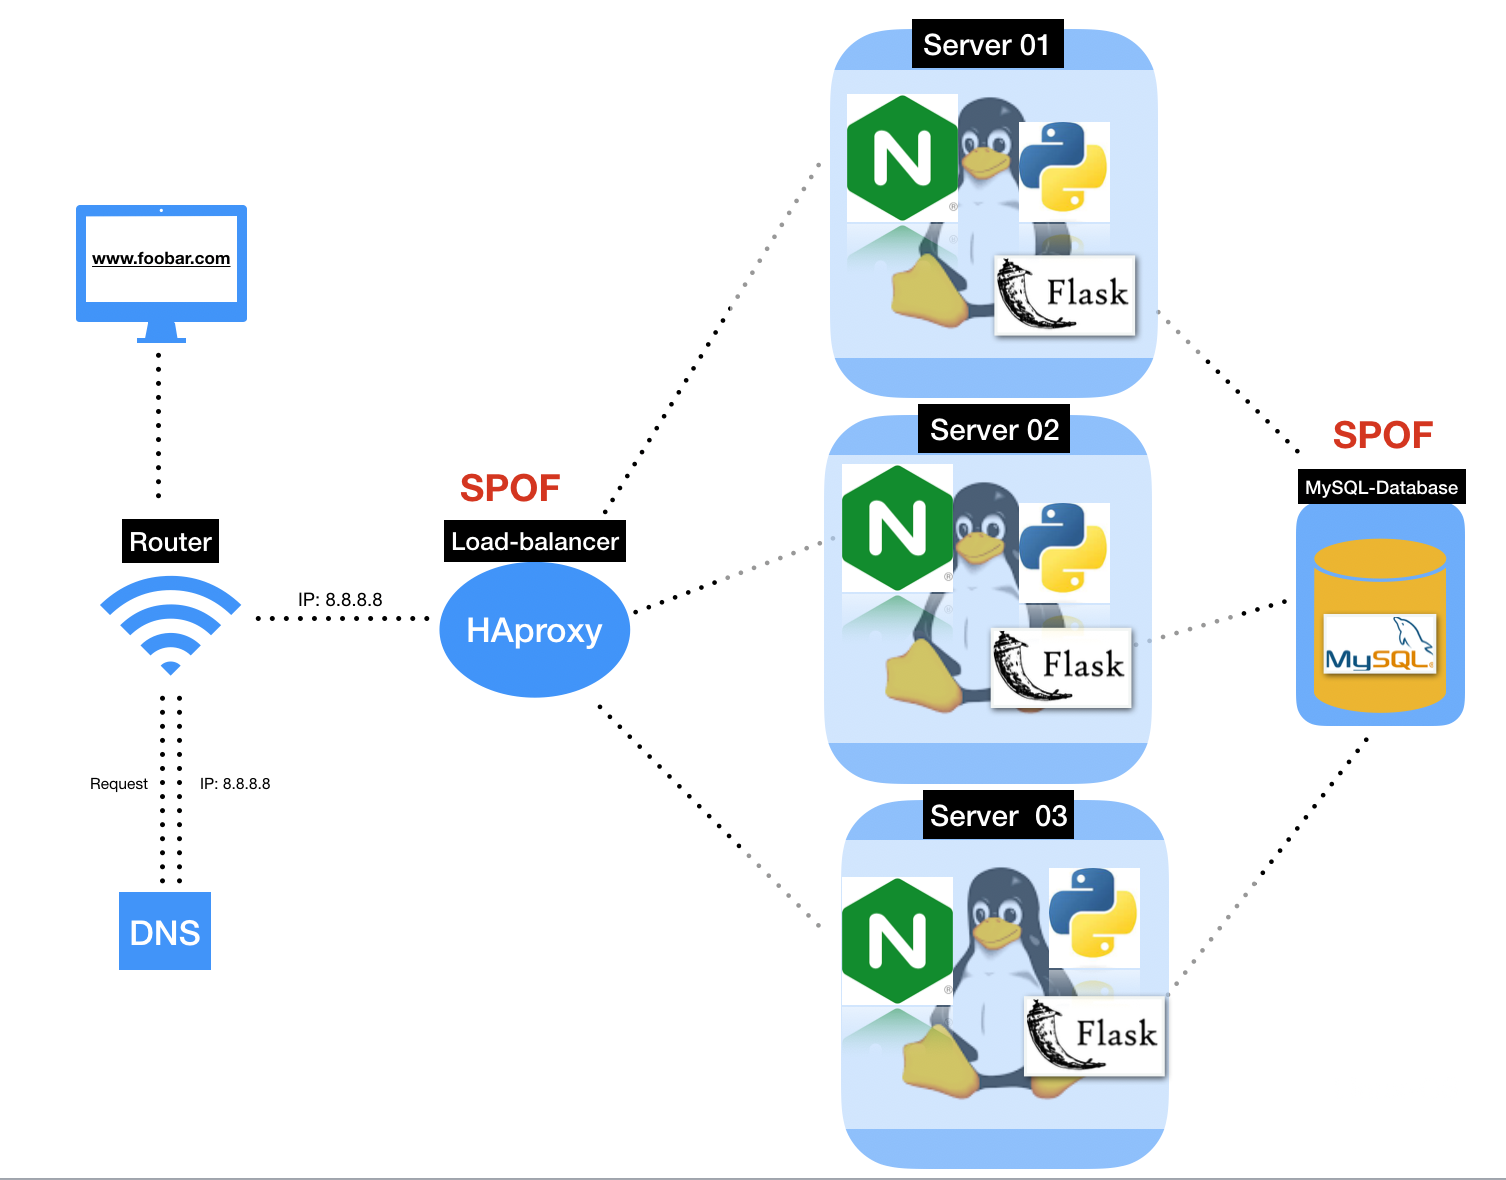 www.foobar.com
Router
IP: 8.8.8.8
Request
IP: 8.8.8.8
DNS
SPOF
Load-balancer
HAproxy
Server 01
N
®
Flask
Server 02
N
®
Flask
Server 03
N
®
Flask
SPOF
MySQL-Database
MySQL®